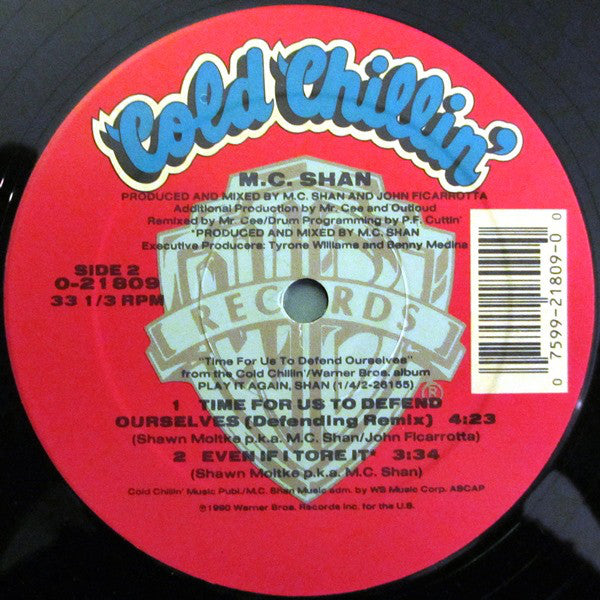 Cold Chillin'
M.C. SHAN
PRODUCED AND MIXED BY M.C. SHAN AND JOHN FICARROTTA
Additional Production by Mr. Cee and Outloud
Remixed by Mr. Cee/Drum Programming by P.F. Cuttin'
*PRODUCED AND MIXED BY M.C. SHAN
Executive Producers: Tyrone Williams and Benny Medina
SIDE 2
0-21809
33 1/3 RPM
RECORDS
®
0 7599-21809-0 0
"Time For Us To Defend Ourselves"
from the Cold Chillin'/Warner Bros. album
PLAY IT AGAIN, SHAN (1/4/2-26155)
1 TIME FOR US TO DEFEND
OURSELVES (Defending Remix) 4:23
(Shawn Moltke p.k.a. M.C. Shan/John Ficarrotta)
2 EVEN IF I TORE IT* 3:34
(Shawn Moltke p.k.a. M.C. Shan)
Cold Chillin' Music Publ./M.C. Shan Music adm. by WB Music Corp. ASCAP
℗1990 Warner Bros. Records Inc. for the U.S.